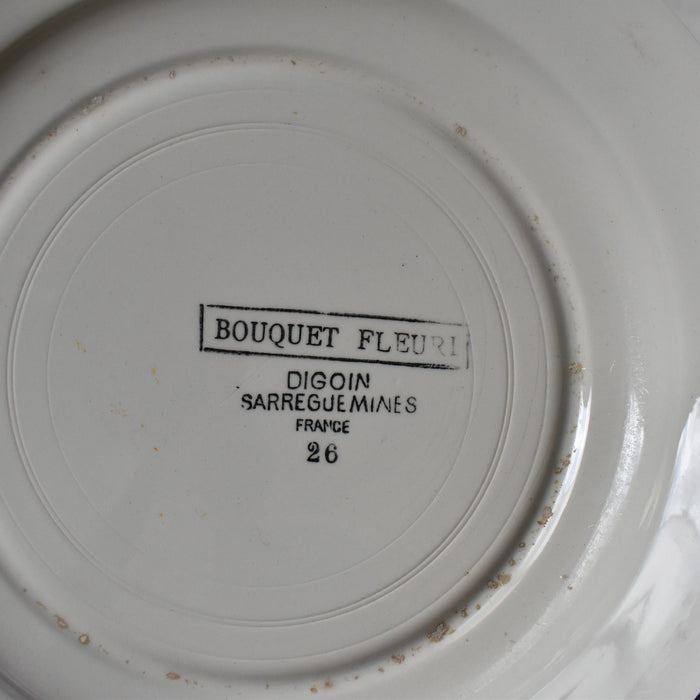 BOUQUET FLEURI
DIGOIN
SARREGUEMINES
FRANCE
26